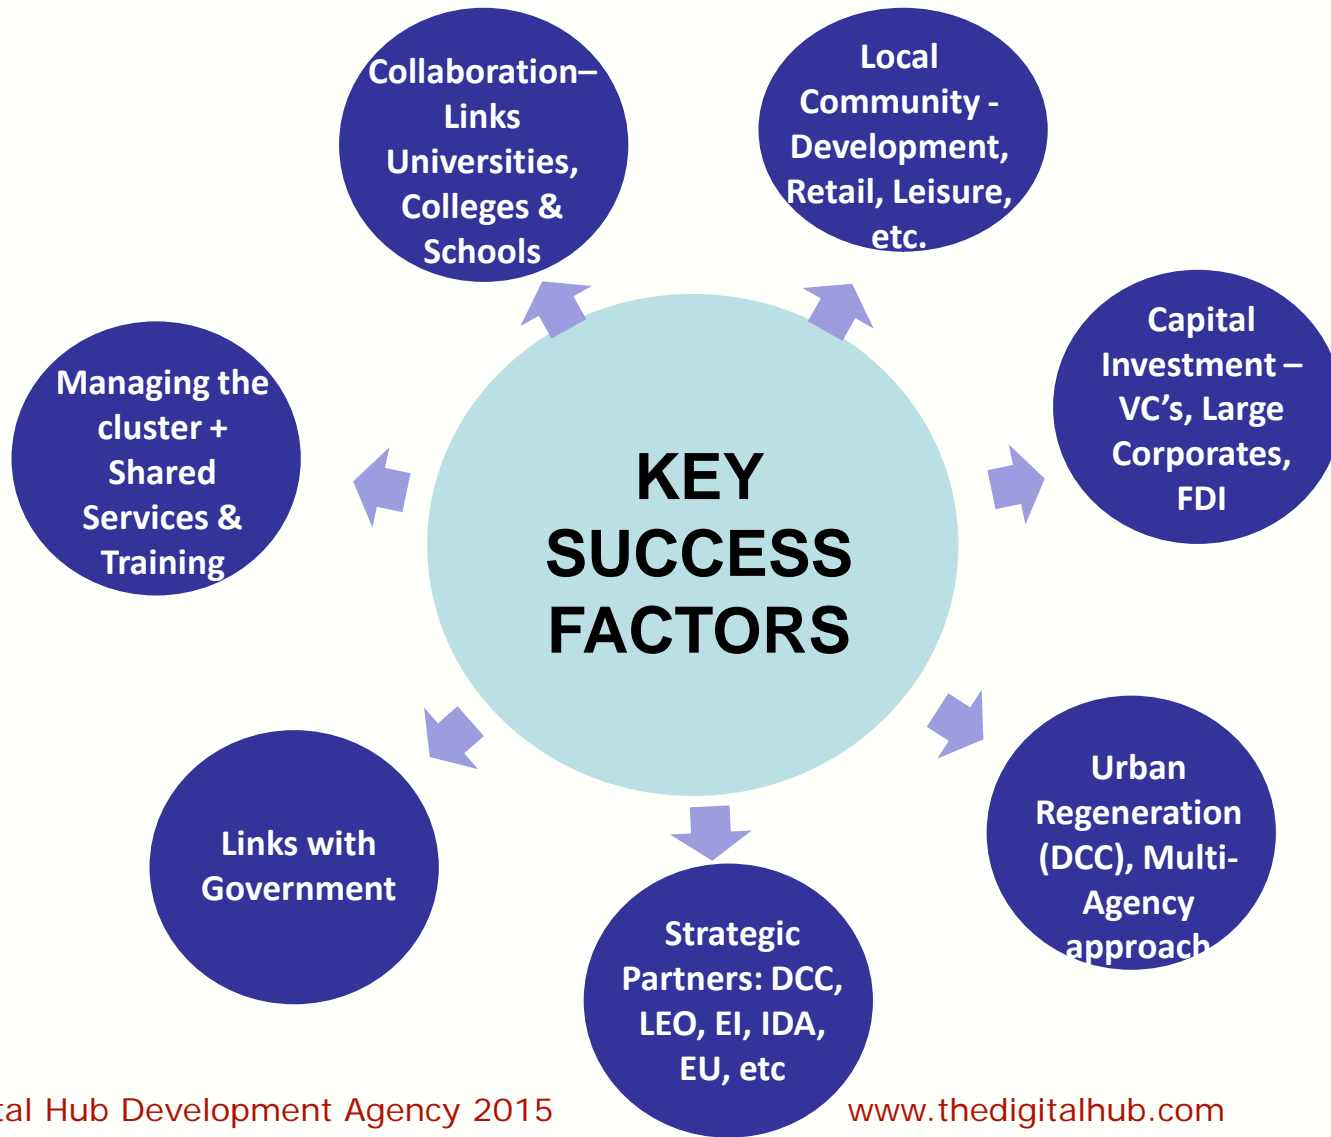 Collaboration–
Links
Universities,
Colleges &
Schools
Local
Community -
Development,
Retail, Leisure,
etc.
Capital
Investment –
VC’s, Large
Corporates,
FDI
Managing the
cluster +
Shared
Services &
Training
KEY
SUCCESS
FACTORS
Urban
Regeneration
(DCC), Multi-
Agency
approach
Links with
Government
Strategic
Partners: DCC,
LEO, EI, IDA,
EU, etc
tal Hub Development Agency 2015
www.thedigitalhub.com